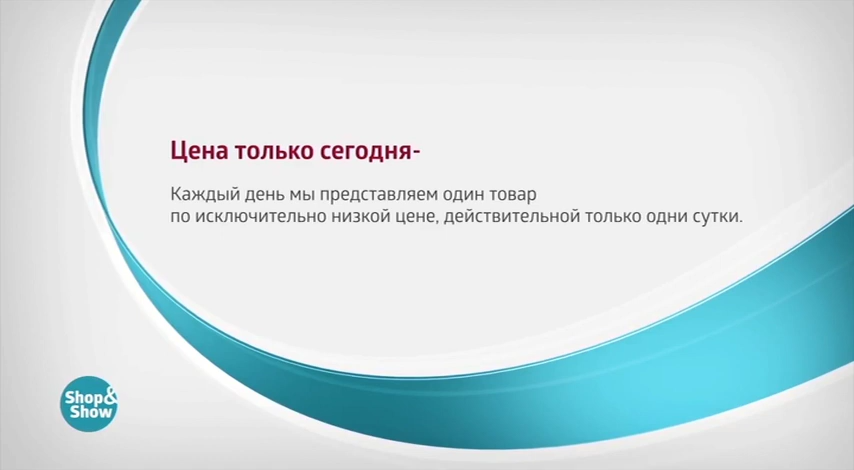 Цена только сегодня-
Каждый день мы представляем один товар
по исключительно низкой цене, действительной только одни сутки.
Shop&
Show